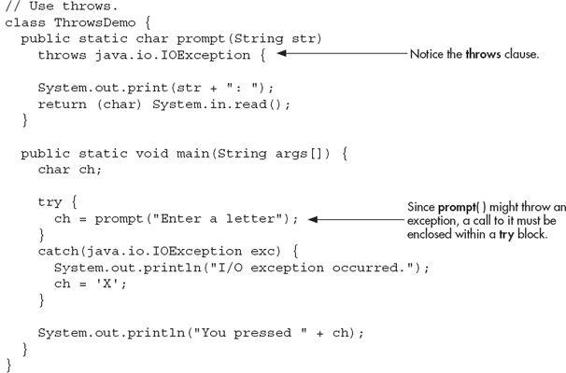 // Use throws.
class ThrowsDemo {
  public static char prompt(String str)
    throws java.io.IOException {
Notice the throws clause.
    System.out.print(str + ": ");
    return (char) System.in.read();
  }
  public static void main(String args[]) {
    char ch;
    try {
      ch = prompt("Enter a letter");
Since prompt( ) might throw an
exception, a call to it must be
enclosed within a try block.
    }
    catch(java.io.IOException exc) {
      System.out.println("I/O exception occurred.");
      ch = 'X';
    }
    System.out.println("You pressed " + ch);
  }
}